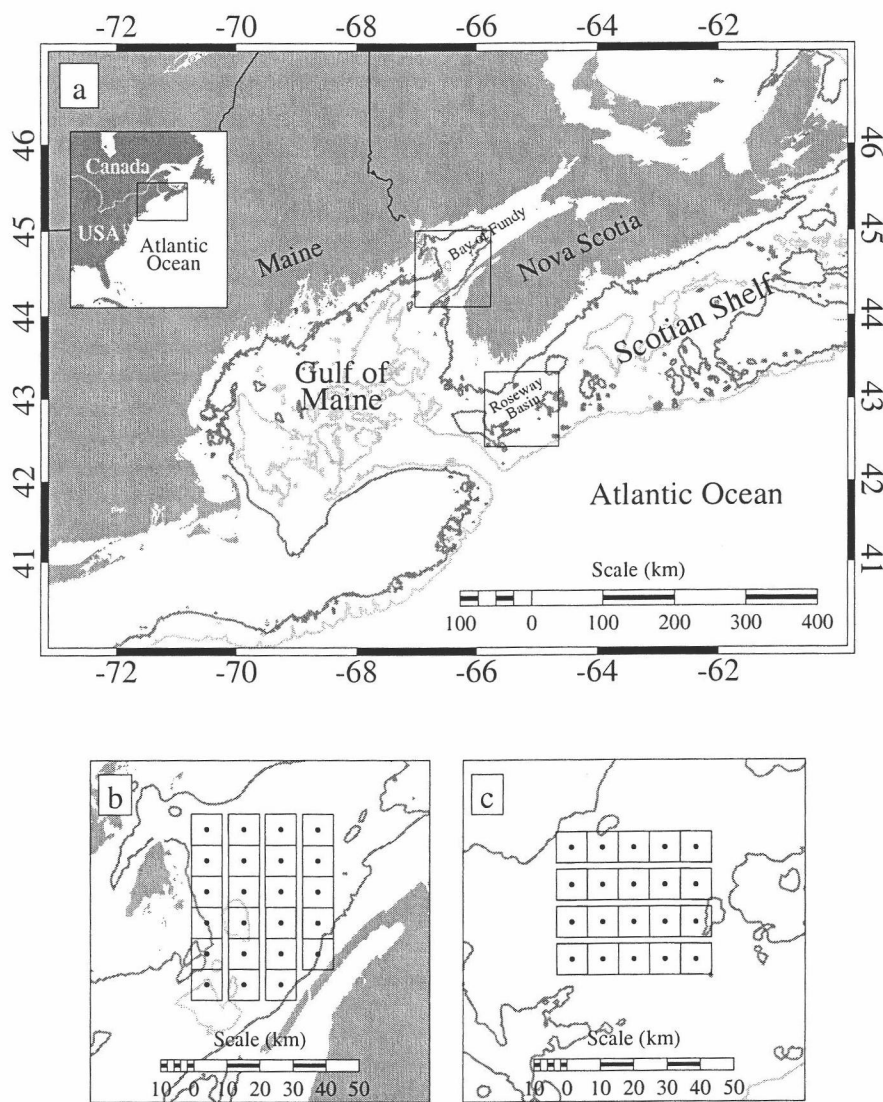 -72 -70 -68 -66 -64 -62
a
46
45
44
43
42
41
46
45
44
43
42
41
Canada
USA
Atlantic
Ocean
Maine
Bay of Fundy
Nova Scotia
Scotian Shelf
Gulf of
Maine
Roseway
Basin
Atlantic Ocean
Scale (km)
100 0 100 200 300 400
-72 -70 -68 -66 -64 -62
b
Scale (km)
10 0 10 20 30 40 50
c
Scale (km)
10 0 10 20 30 40 50